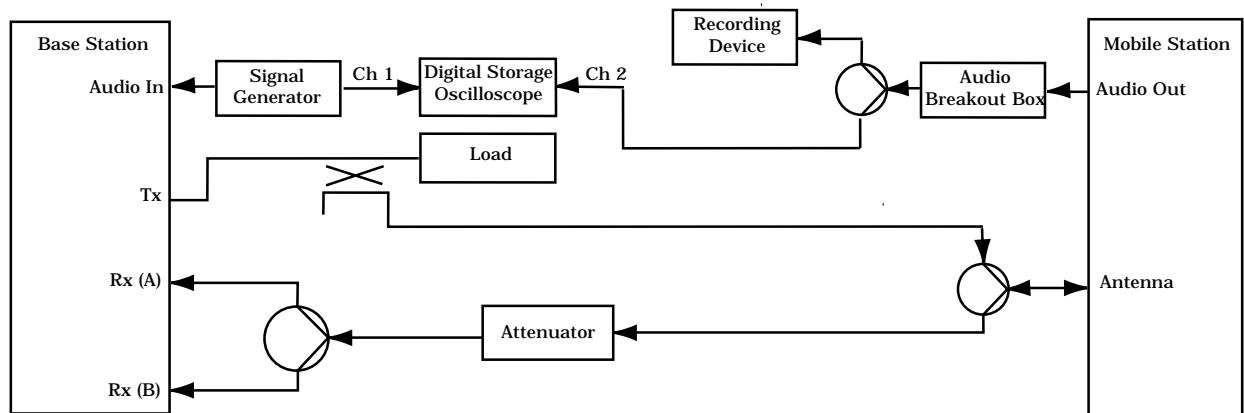 Base Station
Audio In
Signal
Generator
Ch 1
Digital Storage
Oscilloscope
Ch 2
Recording
Device
Audio
Breakout Box
Mobile Station
Audio Out
Load
Tx
Rx (A)
Antenna
Attenuator
Rx (B)